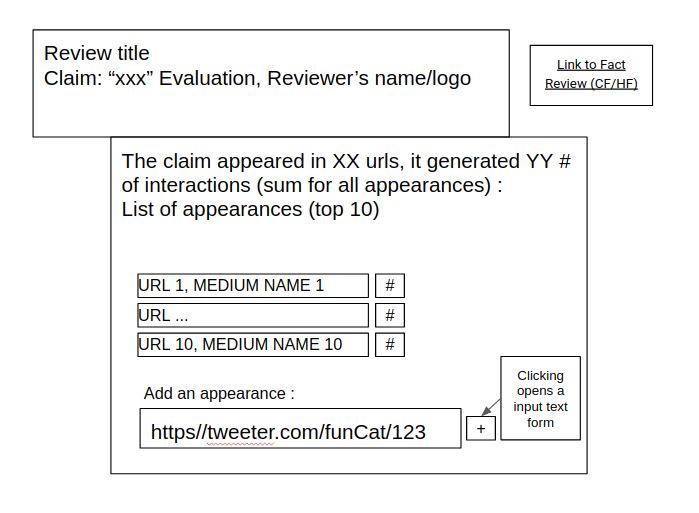 Review title
Claim: “xxx” Evaluation, Reviewer’s name/logo
Link to Fact
Review (CF/HF)
The claim appeared in XX urls, it generated YY #
of interactions (sum for all appearances) :
List of appearances (top 10)
URL 1, MEDIUM NAME 1
#
URL ...
#
URL 10, MEDIUM NAME 10
#
Clicking
opens a
input text
form
Add an appearance :
https//tweeter.com/funCat/123
+